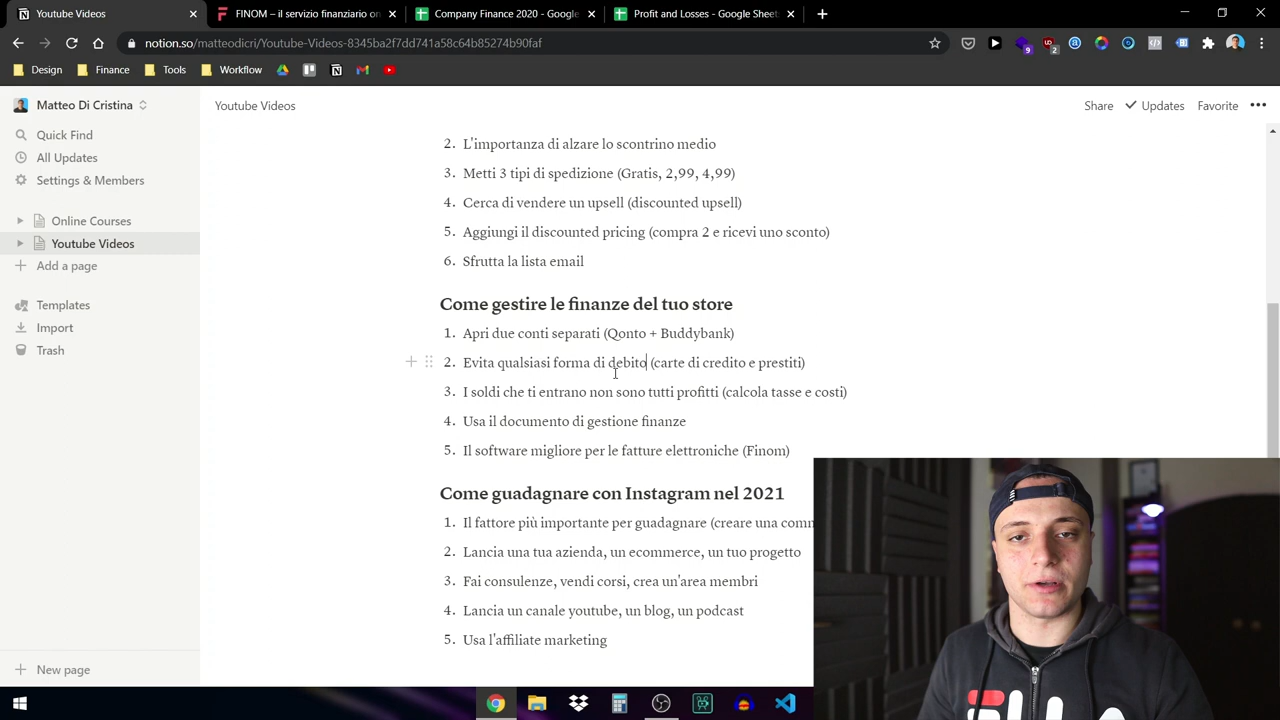 Youtube Videos
FINOM – il servizio finanziario on
Company Finance 2020 - Google
Profit and Losses - Google Sheets
notion.so/matteodicri/Youtube-Videos-8345ba2f7dd741a58c64b85274b90faf
Design
Finance
Tools
Workflow
Matteo Di Cristina
Youtube Videos
Share
Updates
Favorite
Quick Find
All Updates
Settings & Members
Online Courses
Youtube Videos
Add a page
Templates
Import
Trash
New page
2. L'importanza di alzare lo scontrino medio
3. Metti 3 tipi di spedizione (Gratis, 2,99, 4,99)
4. Cerca di vendere un upsell (discounted upsell)
5. Aggiungi il discounted pricing (compra 2 e ricevi uno sconto)
6. Sfrutta la lista email
Come gestire le finanze del tuo store
1. Apri due conti separati (Qonto + Buddybank)
2. Evita qualsiasi forma di debito (carte di credito e prestiti)
3. I soldi che ti entrano non sono tutti profitti (calcola tasse e costi)
4. Usa il documento di gestione finanze
5. Il software migliore per le fatture elettroniche (Finom)
Come guadagnare con Instagram nel 2021
1. Il fattore più importante per guadagnare (creare una comm
2. Lancia una tua azienda, un ecommerce, un tuo progetto
3. Fai consulenze, vendi corsi, crea un'area membri
4. Lancia un canale youtube, un blog, un podcast
5. Usa l'affiliate marketing